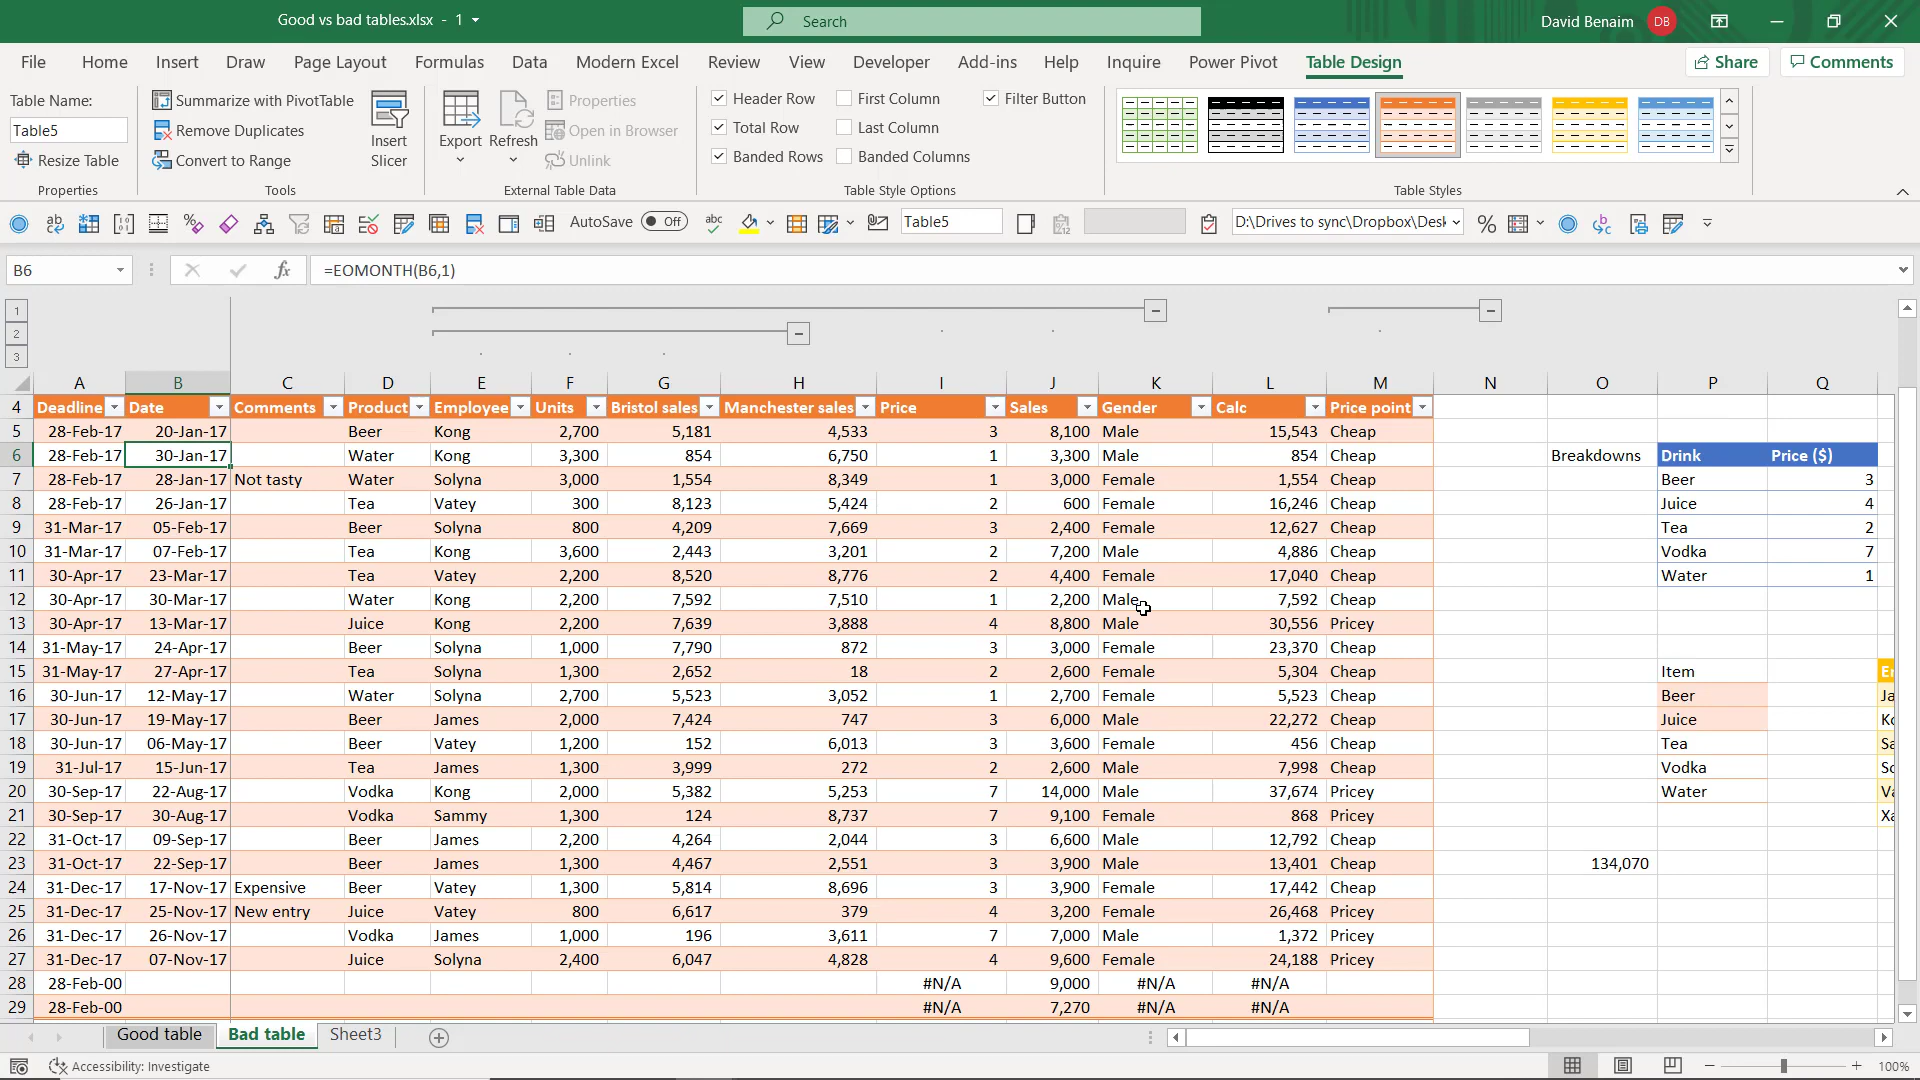 Good vs bad tables.xlsx - 1
Search
David Benaim DB
File Home Insert Draw Page Layout Formulas Data Modern Excel Review View Developer Add-ins Help Inquire Power Pivot Table Design Share Comments
Table Name:
Table5
Resize Table
Properties
Summarize with PivotTable
Remove Duplicates
Convert to Range
Insert Slicer
Tools
Export Refresh
Properties
Open in Browser
Unlink
External Table Data
Header Row First Column Filter Button
Total Row Last Column
Banded Rows Banded Columns
Table Style Options
Table Styles
AutoSave Off Table5 D:\Drives to sync\Dropbox\Desk
B6 fx =EOMONTH(B6,1)
1
2
3
A B C D E F G H I J K L M N O P Q
4 Deadline Date Comments Product Employee Units Bristol sales Manchester sales Price Sales Gender Calc Price point
5 28-Feb-17 20-Jan-17 Beer Kong 2,700 5,181 4,533 3 8,100 Male 15,543 Cheap
6 28-Feb-17 30-Jan-17 Water Kong 3,300 854 6,750 1 3,300 Male 854 Cheap Breakdowns Drink Price ($)
7 28-Feb-17 28-Jan-17 Not tasty Water Solyna 3,000 1,554 8,349 1 3,000 Female 1,554 Cheap Beer 3
8 28-Feb-17 26-Jan-17 Tea Vatey 300 8,123 5,424 2 600 Female 16,246 Cheap Juice 4
9 31-Mar-17 05-Feb-17 Beer Solyna 800 4,209 7,669 3 2,400 Female 12,627 Cheap Tea 2
10 31-Mar-17 07-Feb-17 Tea Kong 3,600 2,443 3,201 2 7,200 Male 4,886 Cheap Vodka 7
11 30-Apr-17 23-Mar-17 Tea Vatey 2,200 8,520 8,776 2 4,400 Female 17,040 Cheap Water 1
12 30-Apr-17 30-Mar-17 Water Kong 2,200 7,592 7,510 1 2,200 Male 7,592 Cheap
13 30-Apr-17 13-Mar-17 Juice Kong 2,200 7,639 3,888 4 8,800 Male 30,556 Pricey
14 31-May-17 24-Apr-17 Beer Solyna 1,000 7,790 872 3 3,000 Female 23,370 Cheap
15 31-May-17 27-Apr-17 Tea Solyna 1,300 2,652 18 2 2,600 Female 5,304 Cheap Item
16 30-Jun-17 12-May-17 Water Solyna 2,700 5,523 3,052 1 2,700 Female 5,523 Cheap Beer
17 30-Jun-17 19-May-17 Beer James 2,000 7,424 747 3 6,000 Male 22,272 Cheap Juice
18 30-Jun-17 06-May-17 Beer Vatey 1,200 152 6,013 3 3,600 Female 456 Cheap Tea
19 31-Jul-17 15-Jun-17 Tea James 1,300 3,999 272 2 2,600 Male 7,998 Cheap Vodka
20 30-Sep-17 22-Aug-17 Vodka Kong 2,000 5,382 5,253 7 14,000 Male 37,674 Pricey Water
21 30-Sep-17 30-Aug-17 Vodka Sammy 1,300 124 8,737 7 9,100 Female 868 Pricey
22 31-Oct-17 09-Sep-17 Beer James 2,200 4,264 2,044 3 6,600 Male 12,792 Cheap
23 31-Oct-17 22-Sep-17 Beer James 1,300 4,467 2,551 3 3,900 Male 13,401 Cheap 134,070
24 31-Dec-17 17-Nov-17 Expensive Beer Vatey 1,300 5,814 8,696 3 3,900 Female 17,442 Cheap
25 31-Dec-17 25-Nov-17 New entry Juice Vatey 800 6,617 379 4 3,200 Female 26,468 Pricey
26 31-Dec-17 26-Nov-17 Vodka James 1,000 196 3,611 7 7,000 Male 1,372 Pricey
27 31-Dec-17 07-Nov-17 Juice Solyna 2,400 6,047 4,828 4 9,600 Female 24,188 Pricey
28 28-Feb-00 #N/A 9,000 #N/A #N/A
29 28-Feb-00 #N/A 7,270 #N/A #N/A
Good table Bad table Sheet3
Accessibility: Investigate 100%